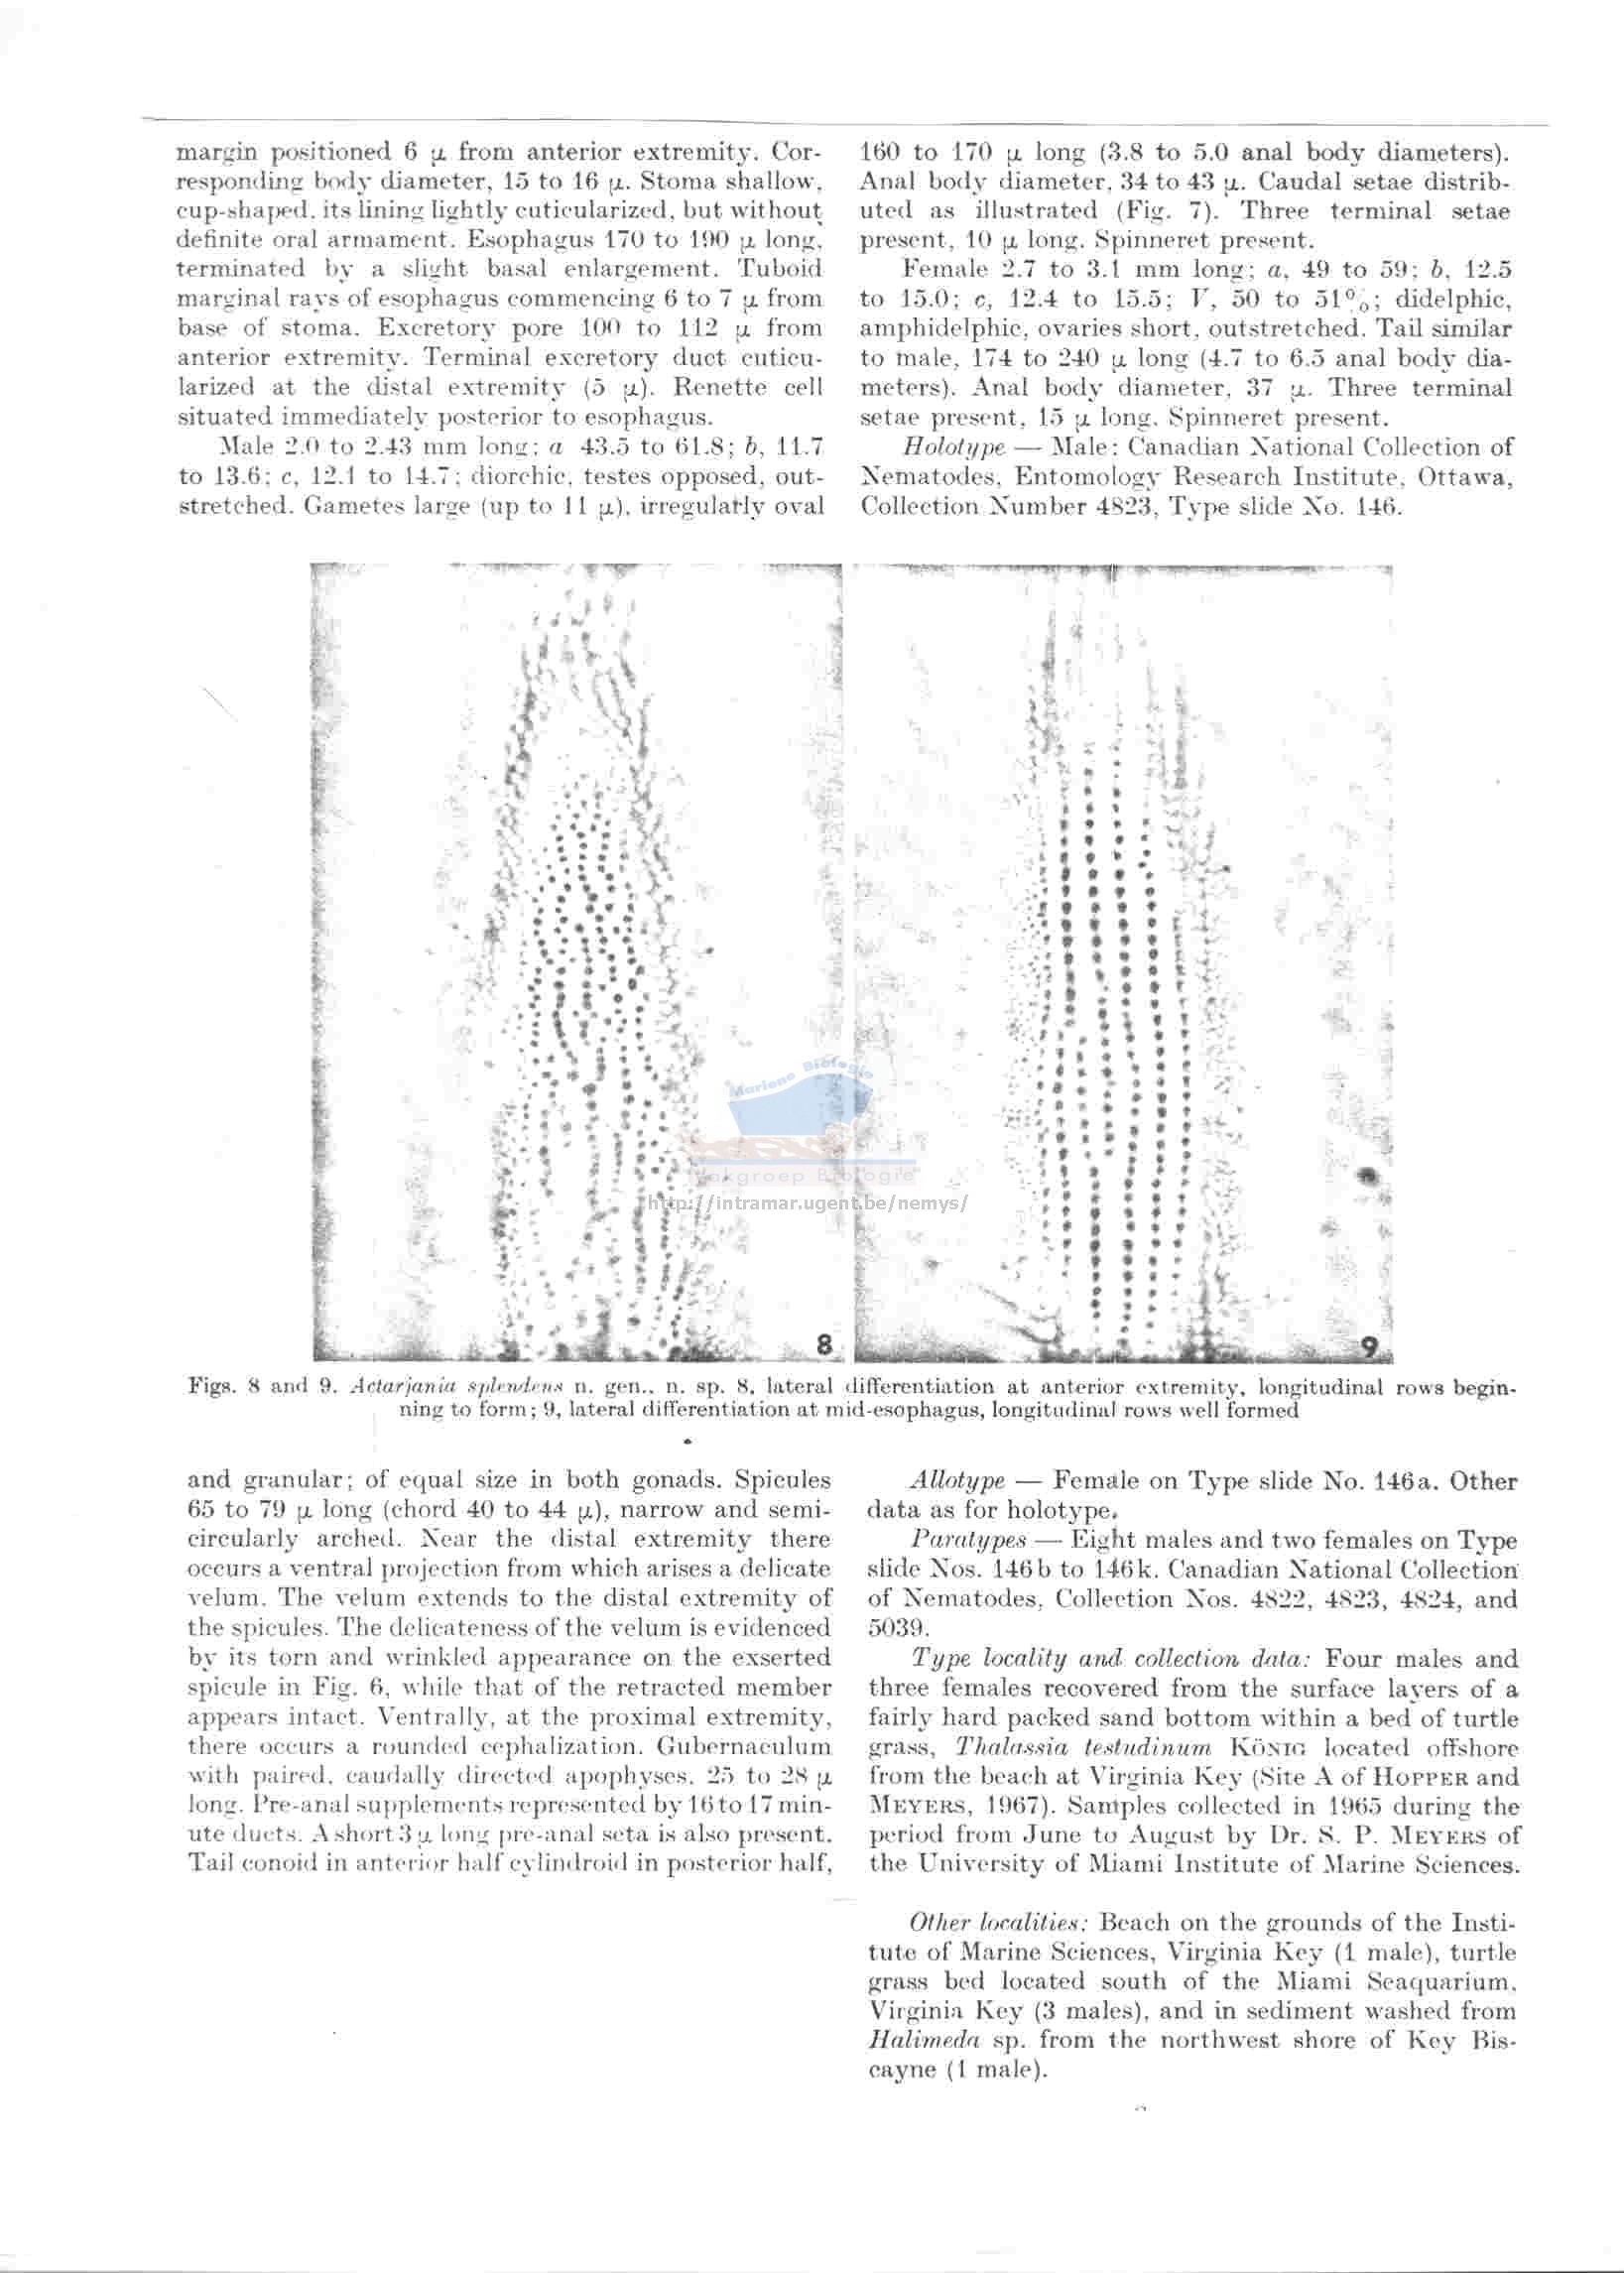 margin positioned 6 μ from anterior extremity. Cor-
responding body diameter, 15 to 16 μ. Stoma shallow,
cup-shaped, its lining lightly cuticularized, but without
definite oral armament. Esophagus 170 to 190 μ long,
terminated by a slight basal enlargement. Tuboid
marginal rays of esophagus commencing 6 to 7 μ from
base of stoma. Excretory pore 100 to 112 μ from
anterior extremity. Terminal excretory duct cuticu-
larized at the distal extremity (5 μ). Renette cell
situated immediately posterior to esophagus.
Male 2.0 to 2.43 mm long; a 43.5 to 61.8; b, 11.7
to 13.6; c, 12.1 to 14.7; diorchic, testes opposed, out-
stretched. Gametes large (up to 11 μ), irregularly oval
160 to 170 μ long (3.8 to 5.0 anal body diameters).
Anal body diameter, 34 to 43 μ. Caudal setae distrib-
uted as illustrated (Fig. 7). Three terminal setae
present, 10 μ long. Spinneret present.
Female 2.7 to 3.1 mm long; a, 49 to 59; b, 12.5
to 15.0; c, 12.4 to 15.5; V, 50 to 51%; didelphic,
amphidelphic, ovaries short, outstretched. Tail similar
to male, 174 to 240 μ long (4.7 to 6.5 anal body dia-
meters). Anal body diameter, 37 μ. Three terminal
setae present, 15 μ long. Spinneret present.
Holotype — Male: Canadian National Collection of
Nematodes, Entomology Research Institute, Ottawa,
Collection Number 4823, Type slide No. 146.
Mariene Biologie
Vakgroep Biologie
http://intramar.ugent.be/nemys/
8
9
Figs. 8 and 9. Actarjania splendens n. gen., n. sp. 8, lateral differentiation at anterior extremity, longitudinal rows begin-
ning to form; 9, lateral differentiation at mid-esophagus, longitudinal rows well formed
and granular; of equal size in both gonads. Spicules
65 to 79 μ long (chord 40 to 44 μ), narrow and semi-
circularly arched. Near the distal extremity there
occurs a ventral projection from which arises a delicate
velum. The velum extends to the distal extremity of
the spicules. The delicateness of the velum is evidenced
by its torn and wrinkled appearance on the exserted
spicule in Fig. 6, while that of the retracted member
appears intact. Ventrally, at the proximal extremity,
there occurs a rounded cephalization. Gubernaculum
with paired, caudally directed apophyses, 25 to 28 μ
long. Pre-anal supplements represented by 16 to 17 min-
ute ducts. A short 3 μ long pre-anal seta is also present.
Tail conoid in anterior half cylindroid in posterior half,
Allotype — Female on Type slide No. 146a. Other
data as for holotype.
Paratypes — Eight males and two females on Type
slide Nos. 146b to 146k. Canadian National Collection
of Nematodes, Collection Nos. 4822, 4823, 4824, and
5039.
Type locality and collection data: Four males and
three females recovered from the surface layers of a
fairly hard packed sand bottom within a bed of turtle
grass, Thalassia testudinum KÖNIG located offshore
from the beach at Virginia Key (Site A of HOPPER and
MEYERS, 1967). Samples collected in 1965 during the
period from June to August by Dr. S. P. MEYERS of
the University of Miami Institute of Marine Sciences.
Other localities: Beach on the grounds of the Insti-
tute of Marine Sciences, Virginia Key (1 male), turtle
grass bed located south of the Miami Seaquarium,
Virginia Key (3 males), and in sediment washed from
Halimeda sp. from the northwest shore of Key Bis-
cayne (1 male).